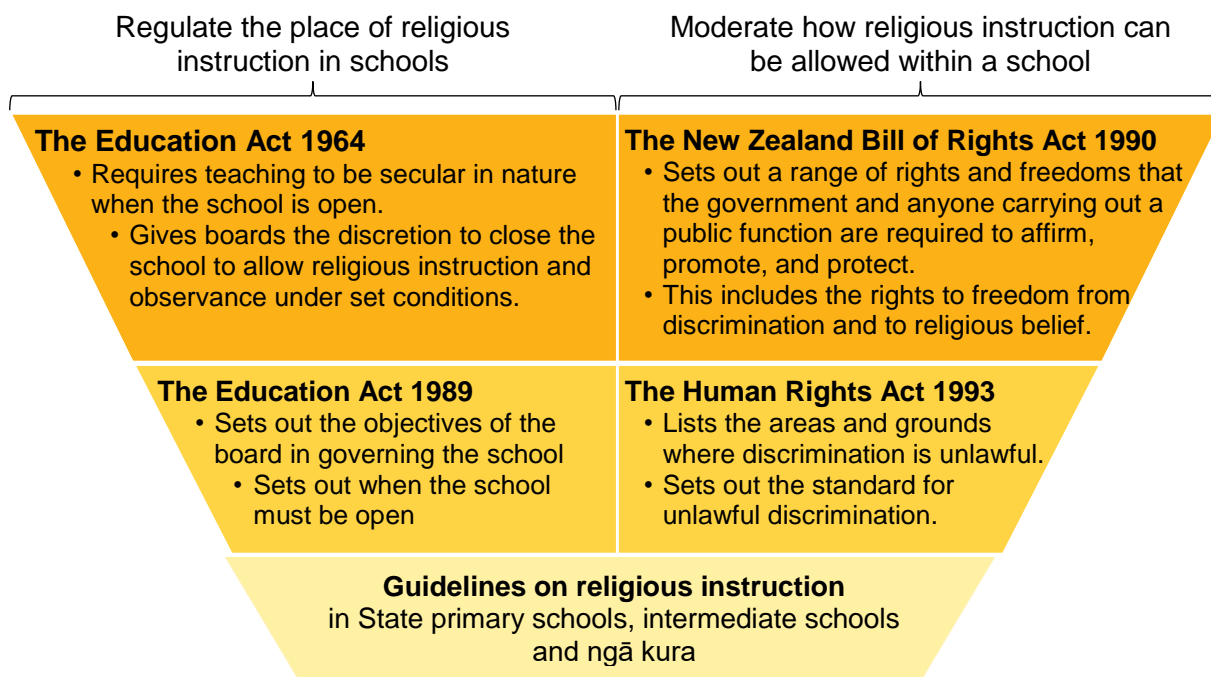 Regulate the place of religious
instruction in schools
Moderate how religious instruction can
be allowed within a school
The Education Act 1964
• Requires teaching to be secular in nature
when the school is open.
• Gives boards the discretion to close the
school to allow religious instruction and
observance under set conditions.
The New Zealand Bill of Rights Act 1990
• Sets out a range of rights and freedoms that
the government and anyone carrying out a
public function are required to affirm,
promote, and protect.
• This includes the rights to freedom from
discrimination and to religious belief.
The Education Act 1989
• Sets out the objectives of the
board in governing the school
• Sets out when the school
must be open
The Human Rights Act 1993
• Lists the areas and grounds
where discrimination is unlawful.
• Sets out the standard for
unlawful discrimination.
Guidelines on religious instruction
in State primary schools, intermediate schools
and ngā kura